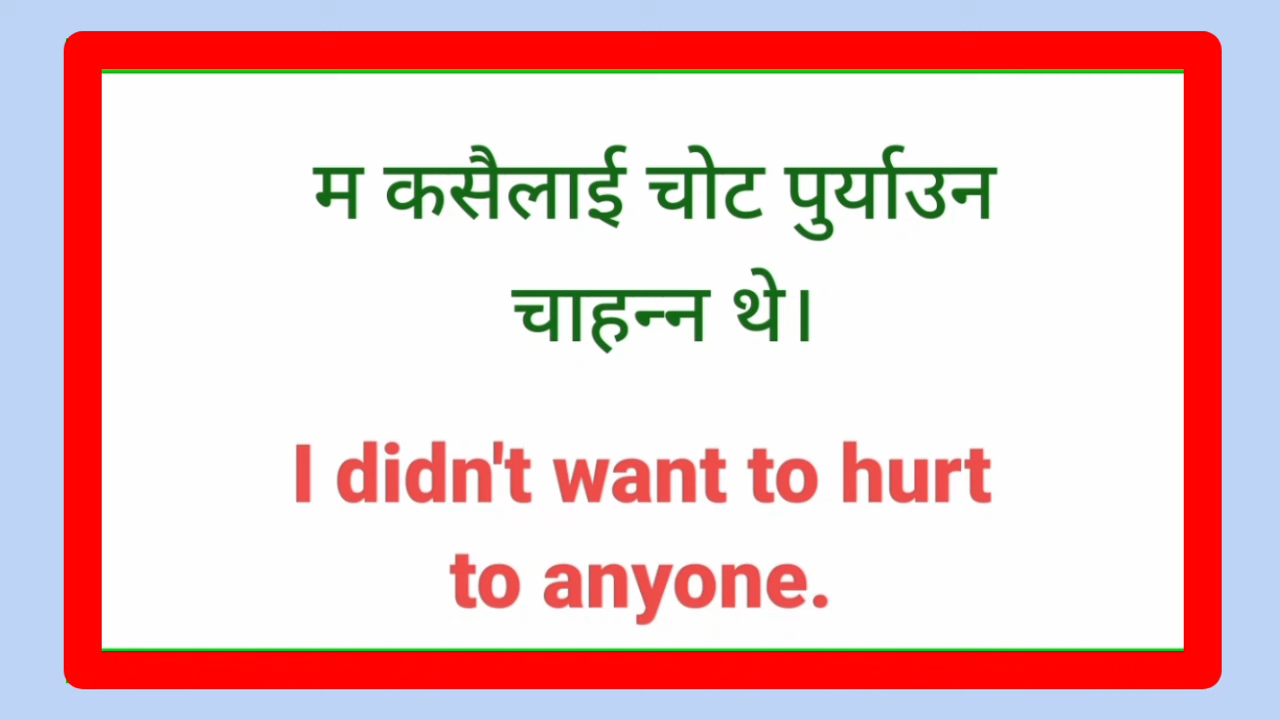 म कसैलाई चोट पुर्याउन
चाहन्न थे।
I didn't want to hurt
to anyone.